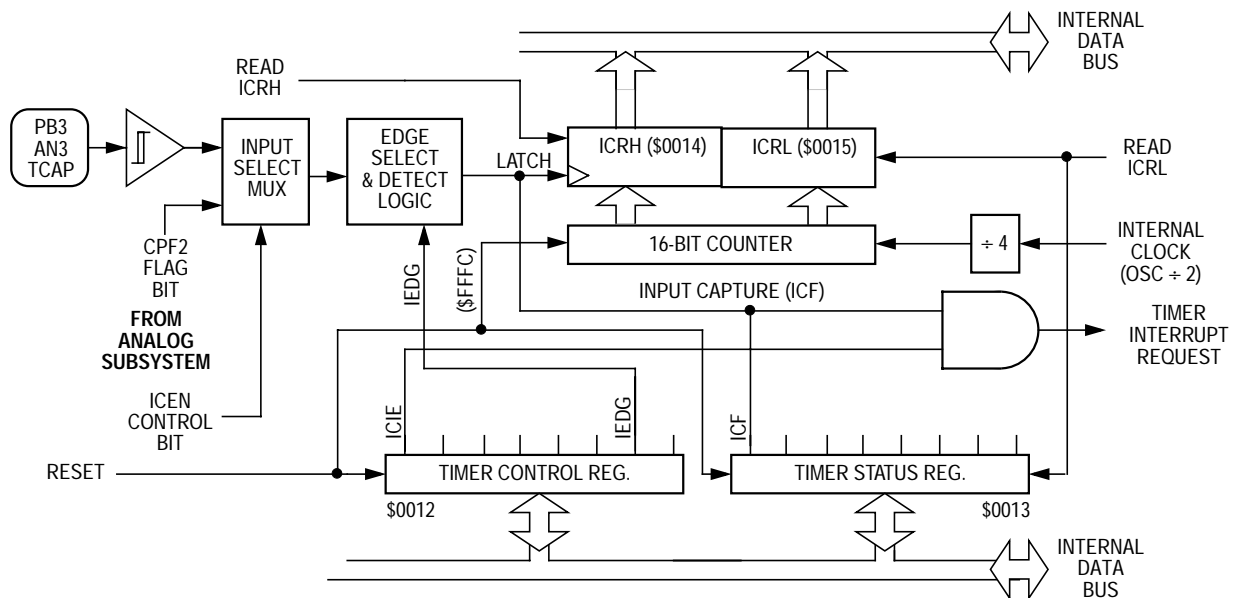 INTERNAL
DATA
BUS
READ
ICRH
PB3
AN3
TCAP
INPUT
SELECT
MUX
EDGE
SELECT
& DETECT
LOGIC
LATCH
ICRH ($0014)
ICRL ($0015)
READ
ICRL
16-BIT COUNTER
÷ 4
INTERNAL
CLOCK
(OSC ÷ 2)
CPF2
FLAG
BIT
FROM
ANALOG
SUBSYSTEM
IEDG
($FFFC)
INPUT CAPTURE (ICF)
TIMER
INTERRUPT
REQUEST
ICEN
CONTROL
BIT
ICIE
IEDG
ICF
RESET
TIMER CONTROL REG.
TIMER STATUS REG.
$0012
$0013
INTERNAL
DATA
BUS